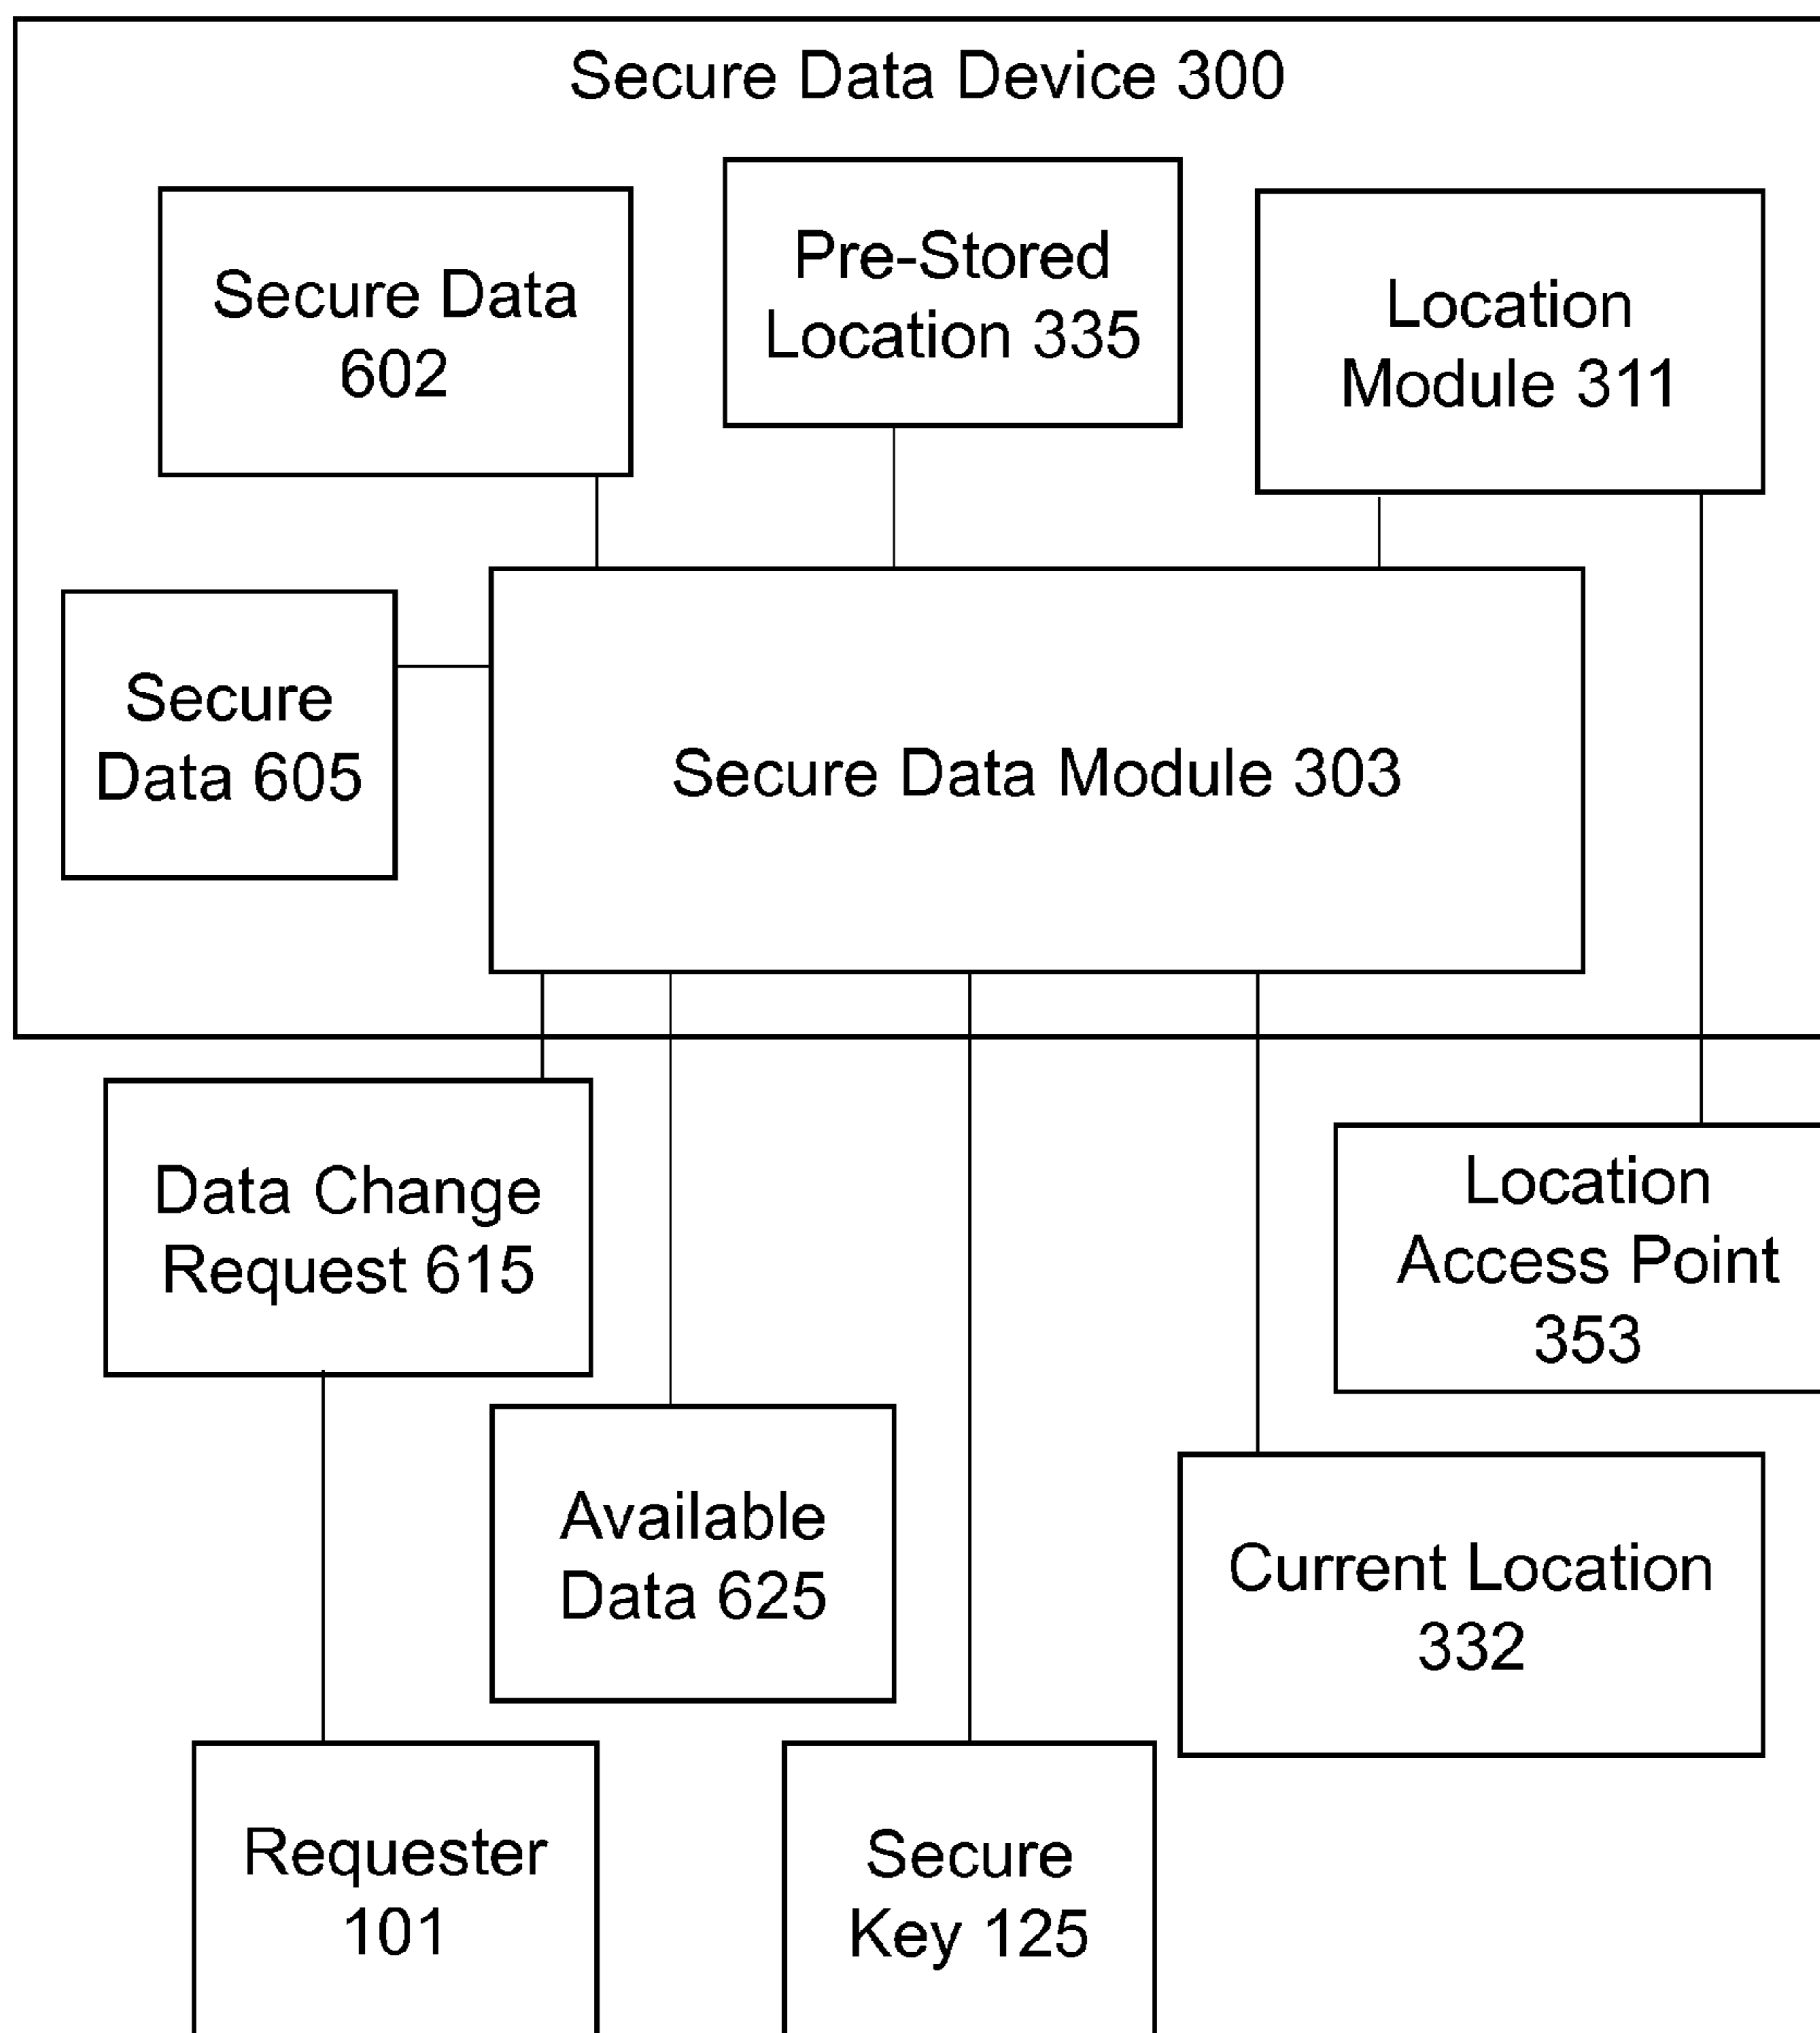 Secure Data Device 300
Secure Data
602
Pre-Stored
Location 335
Location
Module 311
Secure
Data 605
Secure Data Module 303
Data Change
Request 615
Location
Access Point
353
Available
Data 625
Current Location
332
Requester
101
Secure
Key 125